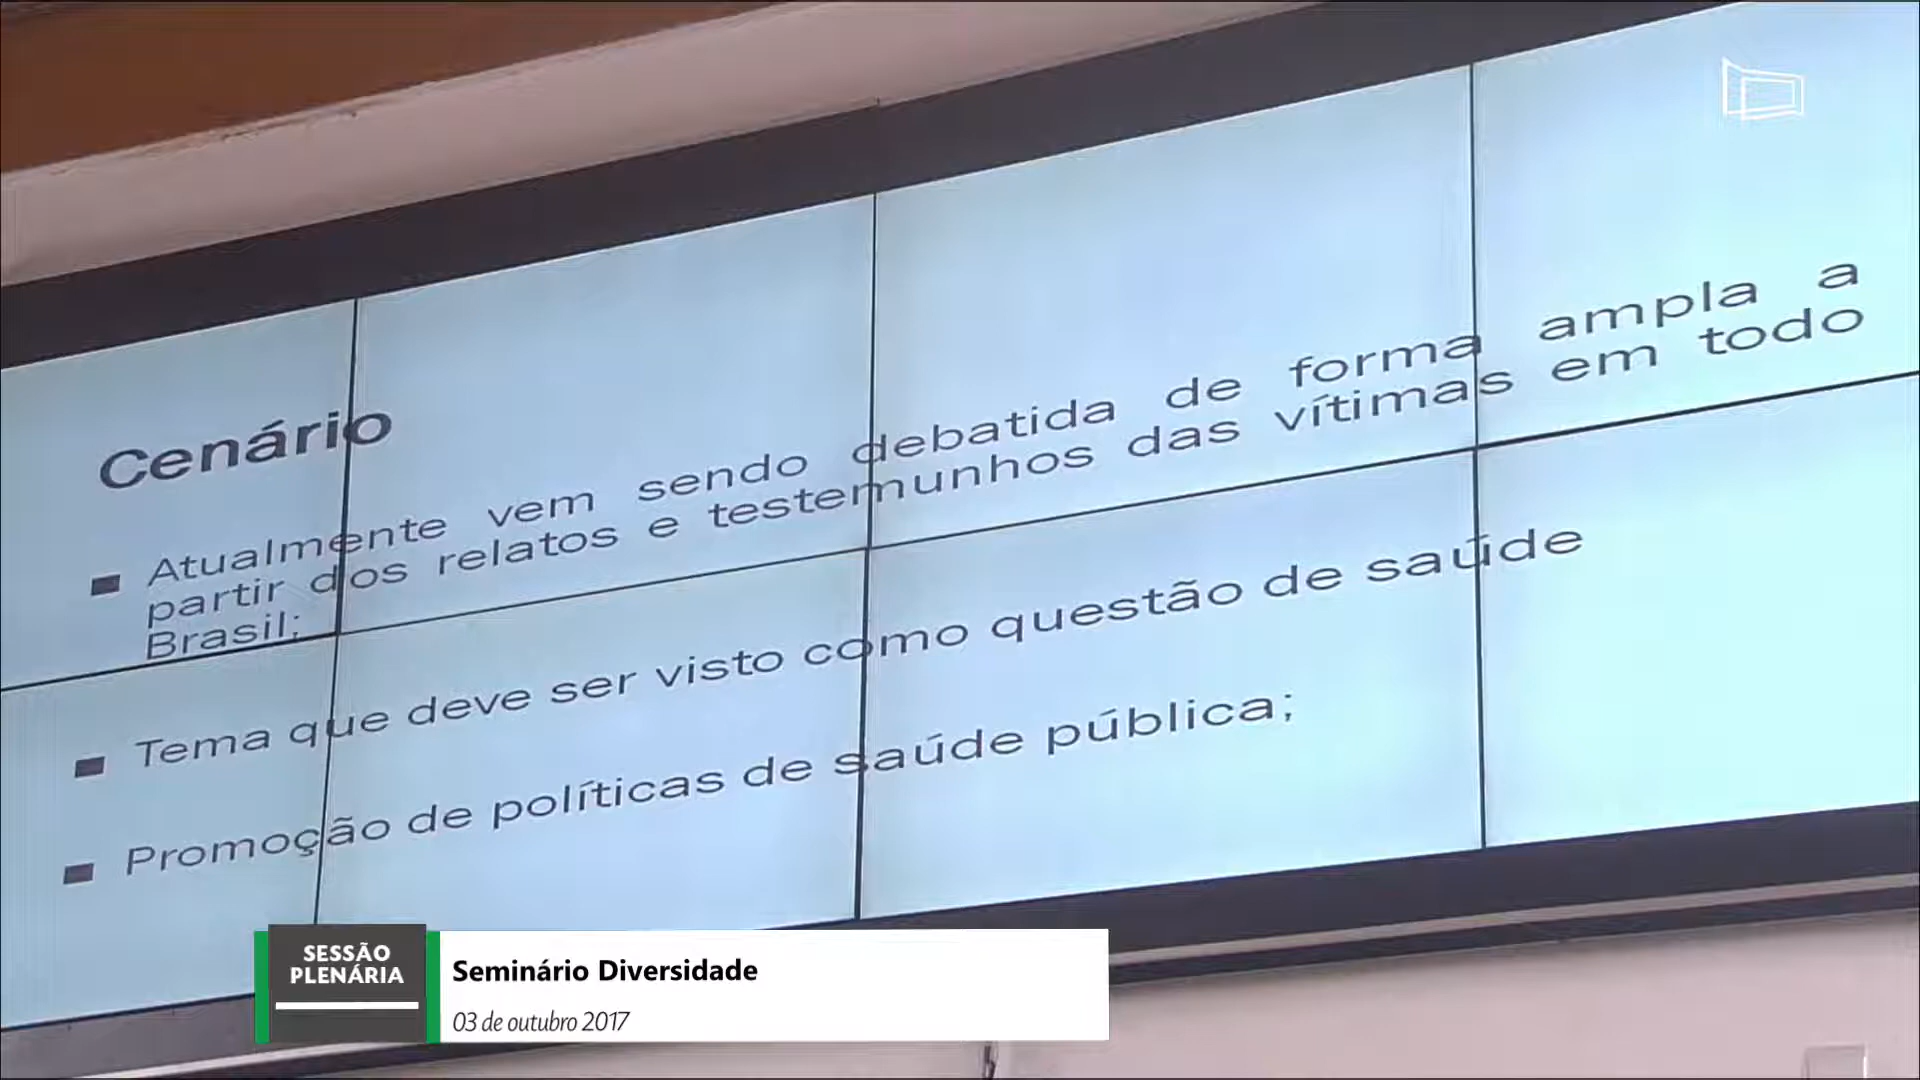 Cenário
Atualmente vem sendo debatida de forma ampla a
partir dos relatos e testemunhos das vítimas em todo
Brasil;
Tema que deve ser visto como questão de saúde
Promoção de políticas de saúde pública;
SESSÃO
PLENÁRIA
Seminário Diversidade
03 de outubro 2017